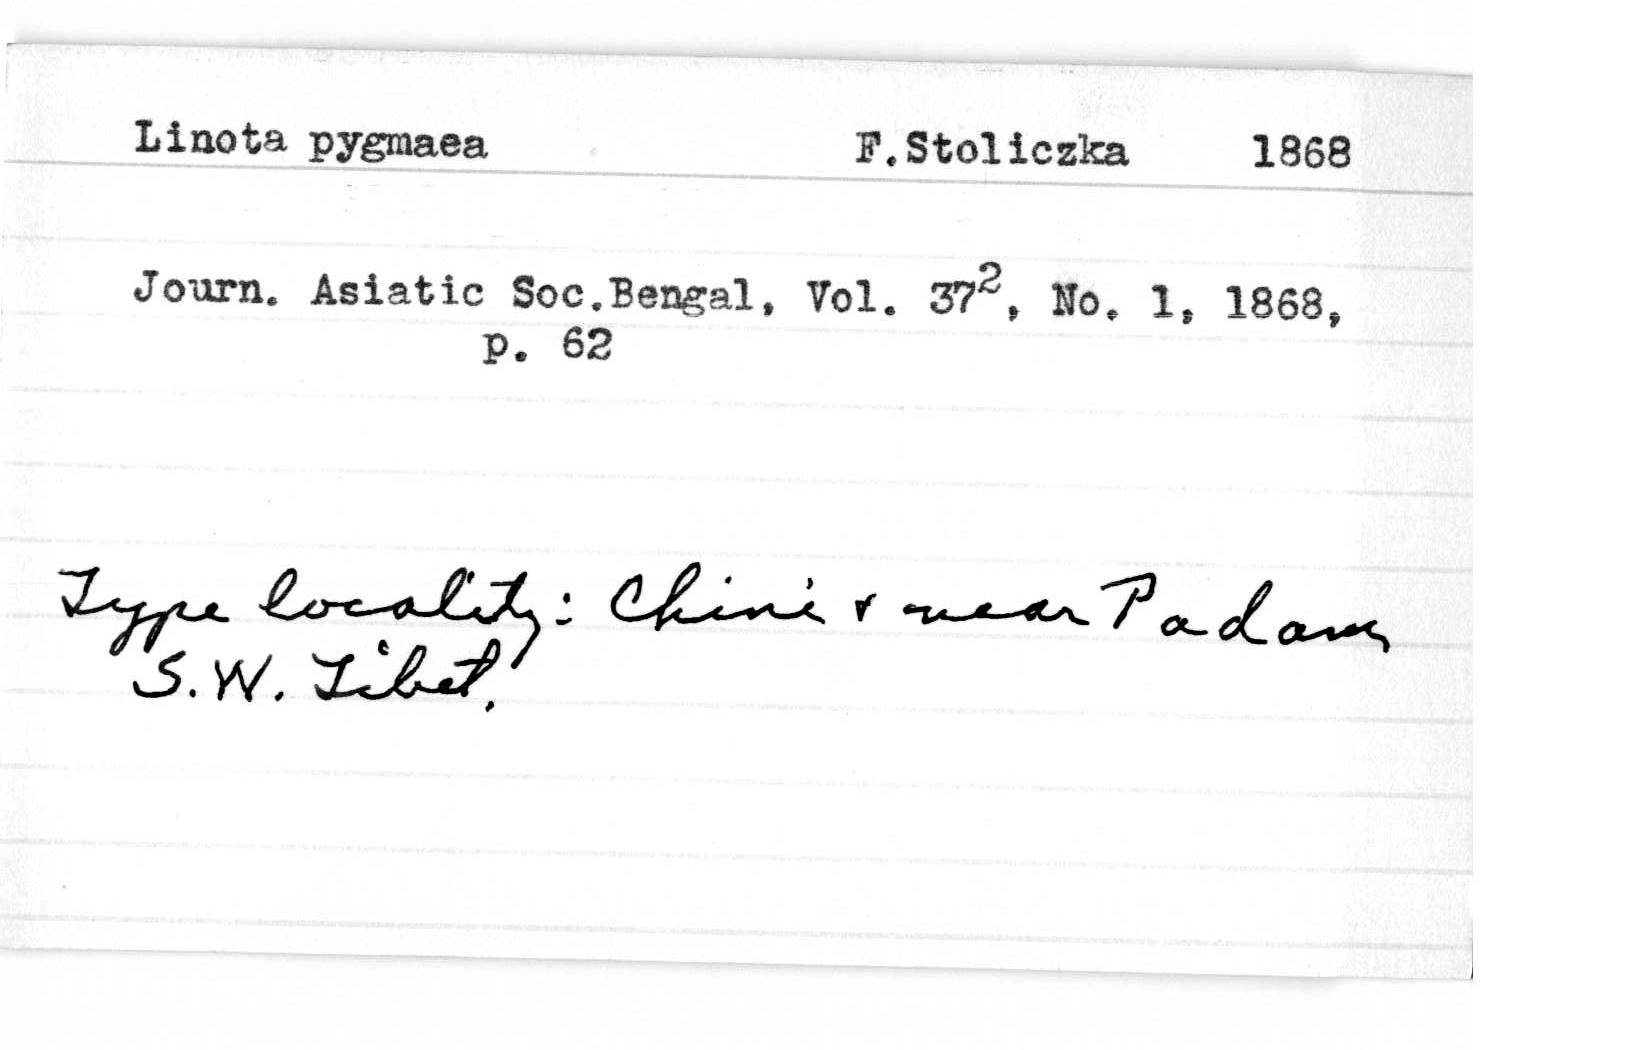 Linota pygmaea F.Stoliczka 1868
Journ. Asiatic Soc.Bengal, Vol. 37², No. 1, 1868,
p. 62
Type locality: Chini & near Padam,
S.W. Tibet.